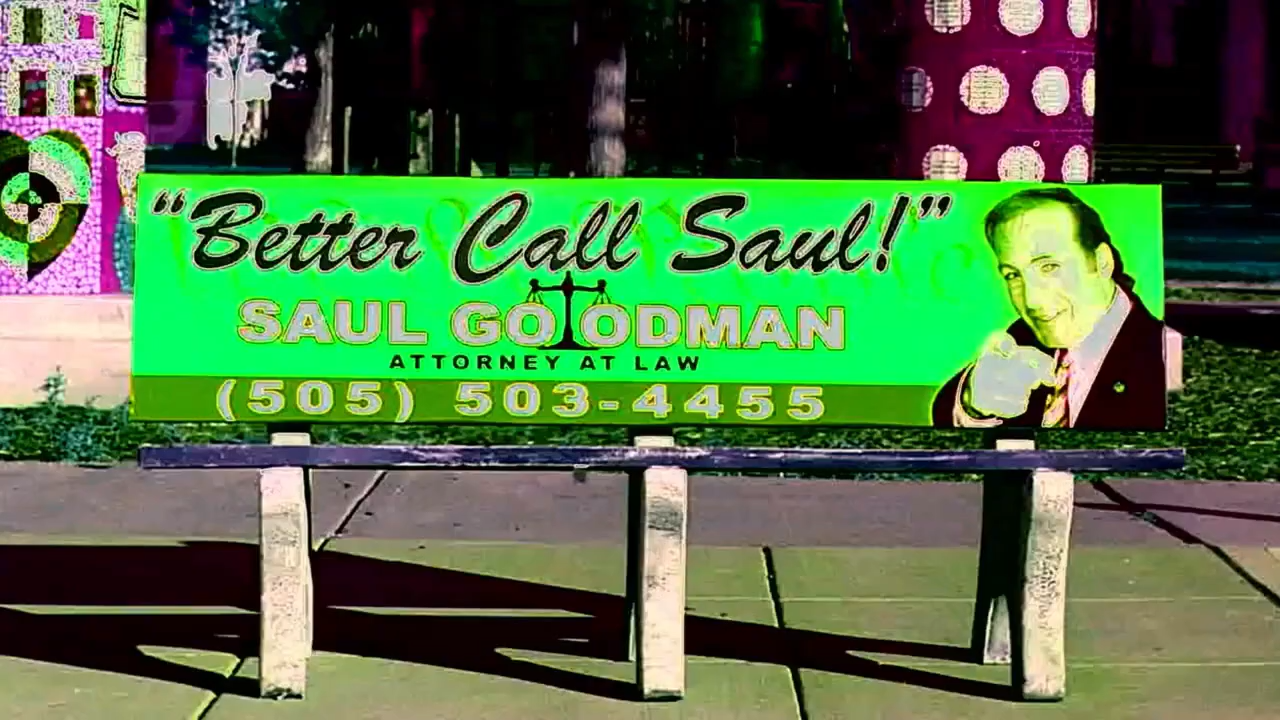 “Better Call Saul!”
SAUL GOODMAN
ATTORNEY AT LAW
(505) 503-4455